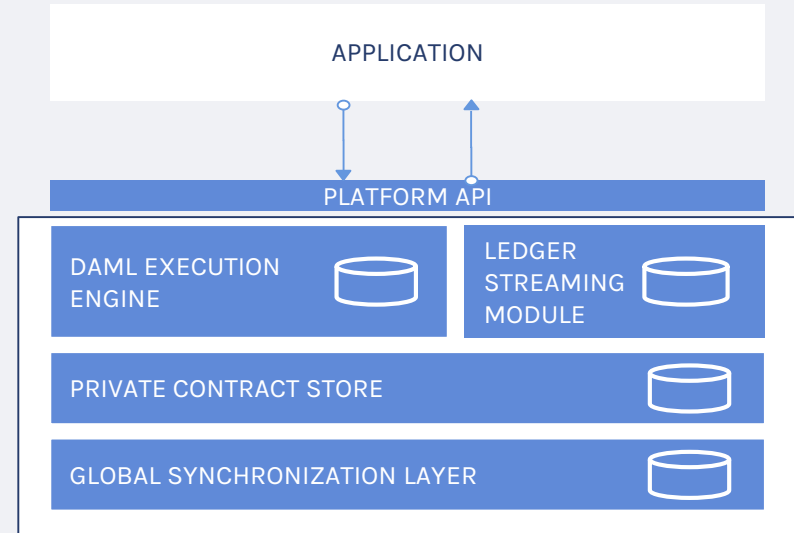 APPLICATION
PLATFORM API
DAML EXECUTION
ENGINE
LEDGER
STREAMING
MODULE
PRIVATE CONTRACT STORE
GLOBAL SYNCHRONIZATION LAYER